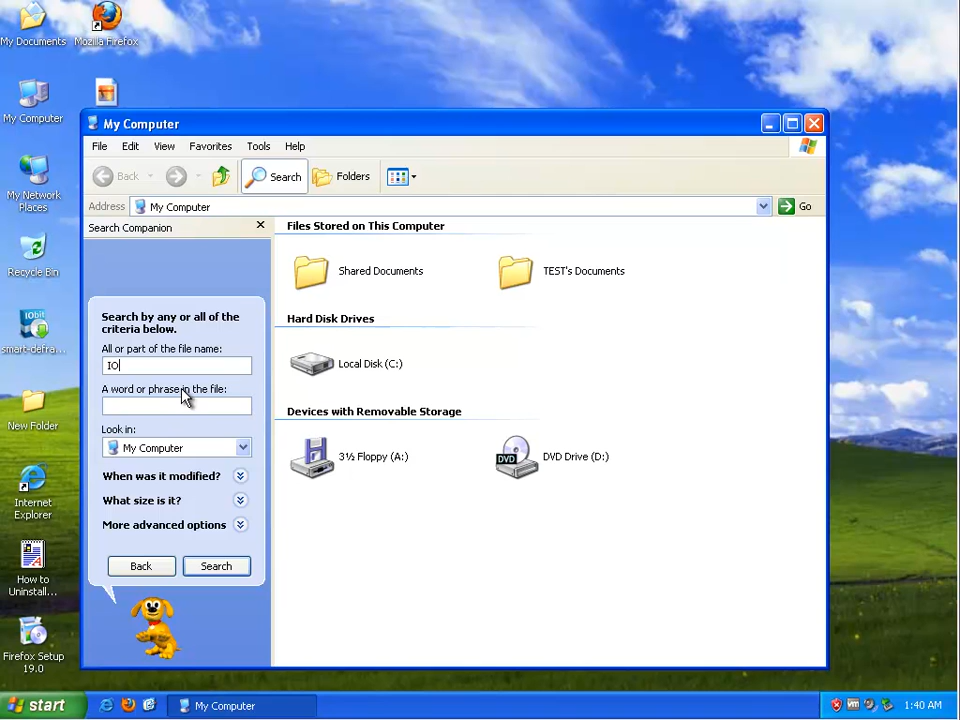 My Documents
Mozilla Firefox
My Computer
My Network
Places
Recycle Bin
IObit
smart-defra...
New Folder
Internet
Explorer
How to
Uninstall...
Firefox Setup
19.0
My Computer
File Edit View Favorites Tools Help
Back Search Folders
Address My Computer Go
Search Companion
Search by any or all of the
criteria below.
All or part of the file name:
IO
A word or phrase in the file:
Look in:
My Computer
When was it modified?
What size is it?
More advanced options
Back Search
Files Stored on This Computer
Shared Documents TEST's Documents
Hard Disk Drives
Local Disk (C:)
Devices with Removable Storage
3½ Floppy (A:) DVD Drive (D:)
DVD
start My Computer 1:40 AM